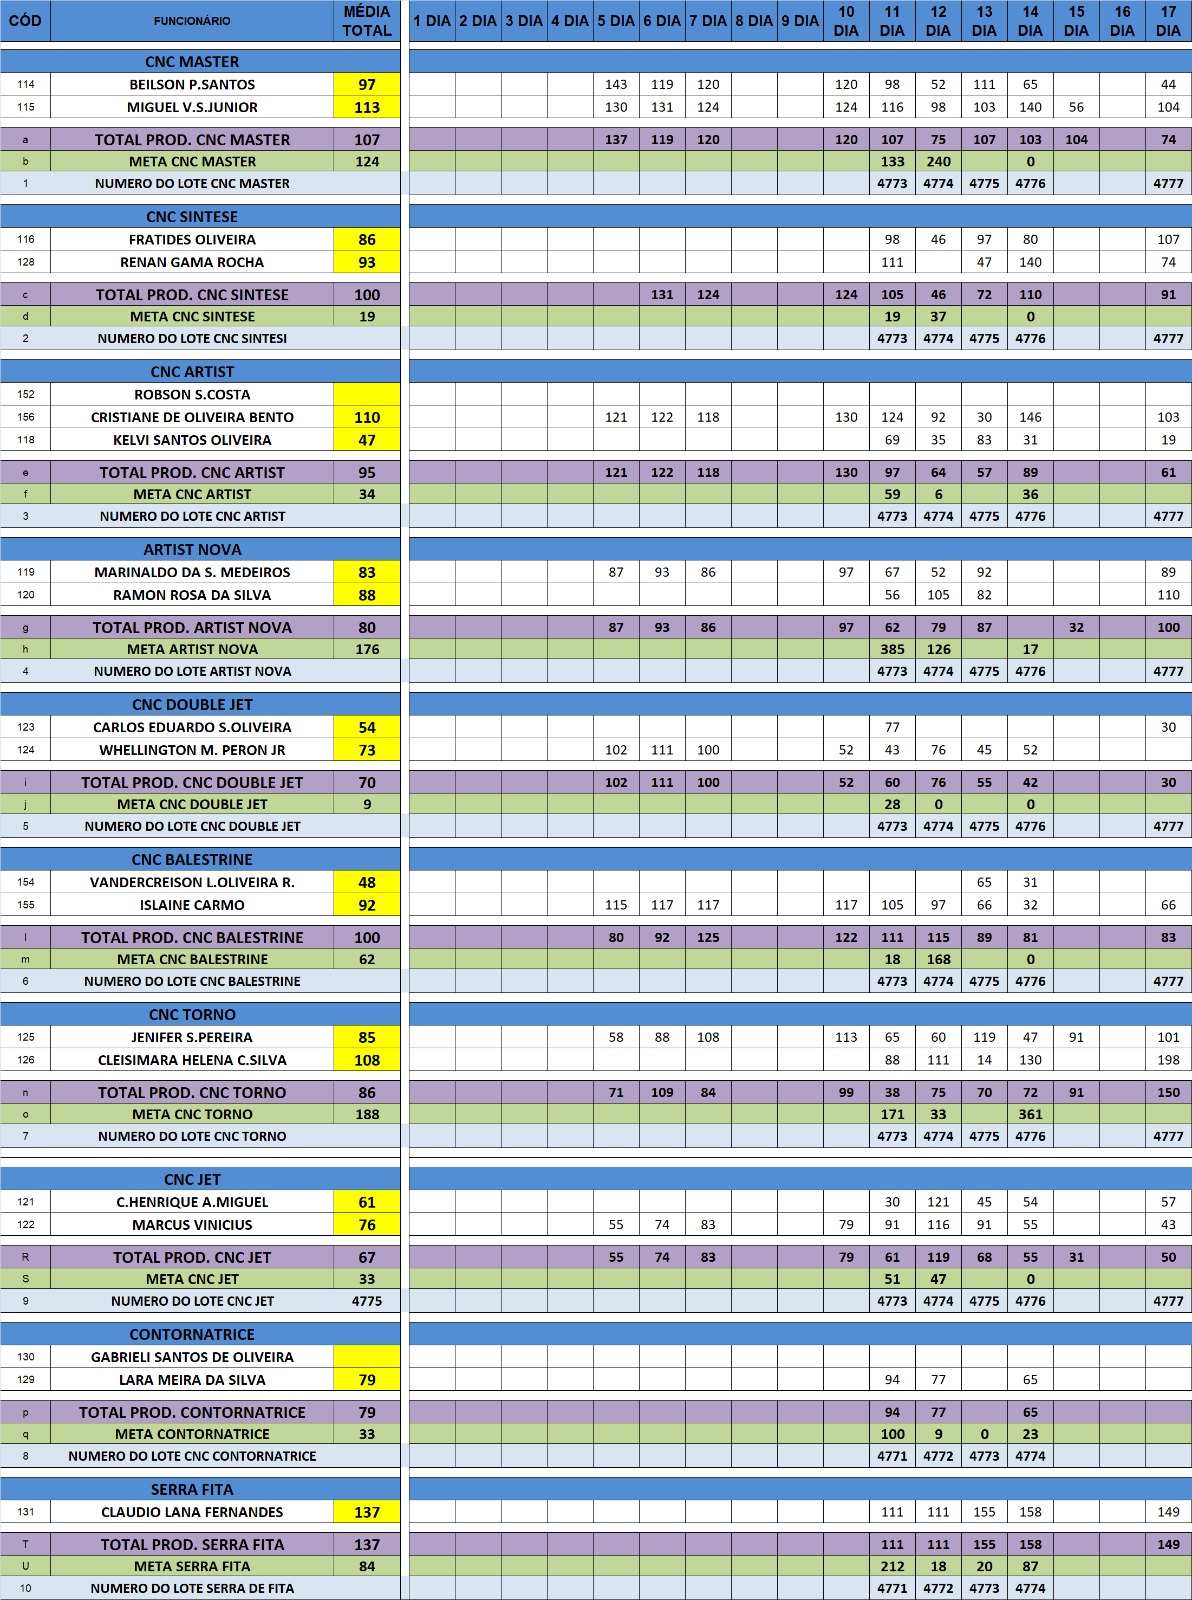 CÓD FUNCIONÁRIO MÉDIA TOTAL 1 DIA 2 DIA 3 DIA 4 DIA 5 DIA 6 DIA 7 DIA 8 DIA 9 DIA 10 DIA 11 DIA 12 DIA 13 DIA 14 DIA 15 DIA 16 DIA 17 DIA
CNC MASTER
114 BEILSON P.SANTOS 97 143 119 120 120 98 52 111 65 44
115 MIGUEL V.S.JUNIOR 113 130 131 124 124 116 98 103 140 56 104
a TOTAL PROD. CNC MASTER 107 137 119 120 120 107 75 107 103 104 74
b META CNC MASTER 124 133 240 0
1 NUMERO DO LOTE CNC MASTER 4773 4774 4775 4776 4777
CNC SINTESE
116 FRATIDES OLIVEIRA 86 98 46 97 80 107
128 RENAN GAMA ROCHA 93 111 47 140 74
c TOTAL PROD. CNC SINTESE 100 131 124 124 105 46 72 110 91
d META CNC SINTESE 19 19 37 0
2 NUMERO DO LOTE CNC SINTESI 4773 4774 4775 4776 4777
CNC ARTIST
152 ROBSON S.COSTA
156 CRISTIANE DE OLIVEIRA BENTO 110 121 122 118 130 124 92 30 146 103
118 KELVI SANTOS OLIVEIRA 47 69 35 83 31 19
e TOTAL PROD. CNC ARTIST 95 121 122 118 130 97 64 57 89 61
f META CNC ARTIST 34 59 6 36
3 NUMERO DO LOTE CNC ARTIST 4773 4774 4775 4776 4777
ARTIST NOVA
119 MARINALDO DA S. MEDEIROS 83 87 93 86 97 67 52 92 89
120 RAMON ROSA DA SILVA 88 56 105 82 110
g TOTAL PROD. ARTIST NOVA 80 87 93 86 97 62 79 87 32 100
h META ARTIST NOVA 176 385 126 17
4 NUMERO DO LOTE ARTIST NOVA 4773 4774 4775 4776 4777
CNC DOUBLE JET
123 CARLOS EDUARDO S.OLIVEIRA 54 77 30
124 WHELLINGTON M. PERON JR 73 102 111 100 52 43 76 45 52
i TOTAL PROD. CNC DOUBLE JET 70 102 111 100 52 60 76 55 42 30
j META CNC DOUBLE JET 9 28 0 0
5 NUMERO DO LOTE CNC DOUBLE JET 4773 4774 4775 4776 4777
CNC BALESTRINE
154 VANDERCREISON L.OLIVEIRA R. 48 65 31
155 ISLAINE CARMO 92 115 117 117 117 105 97 66 32 66
l TOTAL PROD. CNC BALESTRINE 100 80 92 125 122 111 115 89 81 83
m META CNC BALESTRINE 62 18 168 0
6 NUMERO DO LOTE CNC BALESTRINE 4773 4774 4775 4776 4777
CNC TORNO
125 JENIFER S.PEREIRA 85 58 88 108 113 65 60 119 47 91 101
126 CLEISIMARA HELENA C.SILVA 108 88 111 14 130 198
n TOTAL PROD. CNC TORNO 86 71 109 84 99 38 75 70 72 91 150
o META CNC TORNO 188 171 33 361
7 NUMERO DO LOTE CNC TORNO 4773 4774 4775 4776 4777
CNC JET
121 C.HENRIQUE A.MIGUEL 61 30 121 45 54 57
122 MARCUS VINICIUS 76 55 74 83 79 91 116 91 55 43
R TOTAL PROD. CNC JET 67 55 74 83 79 61 119 68 55 31 50
S META CNC JET 33 51 47 0
9 NUMERO DO LOTE CNC JET 4775 4773 4774 4775 4776 4777
CONTORNATRICE
130 GABRIELI SANTOS DE OLIVEIRA
129 LARA MEIRA DA SILVA 79 94 77 65
p TOTAL PROD. CONTORNATRICE 79 94 77 65
q META CONTORNATRICE 33 100 9 0 23
8 NUMERO DO LOTE CNC CONTORNATRICE 4771 4772 4773 4774
SERRA FITA
131 CLAUDIO LANA FERNANDES 137 111 111 155 158 149
T TOTAL PROD. SERRA FITA 137 111 111 155 158 149
U META SERRA FITA 84 212 18 20 87
10 NUMERO DO LOTE SERRA DE FITA 4771 4772 4773 4774